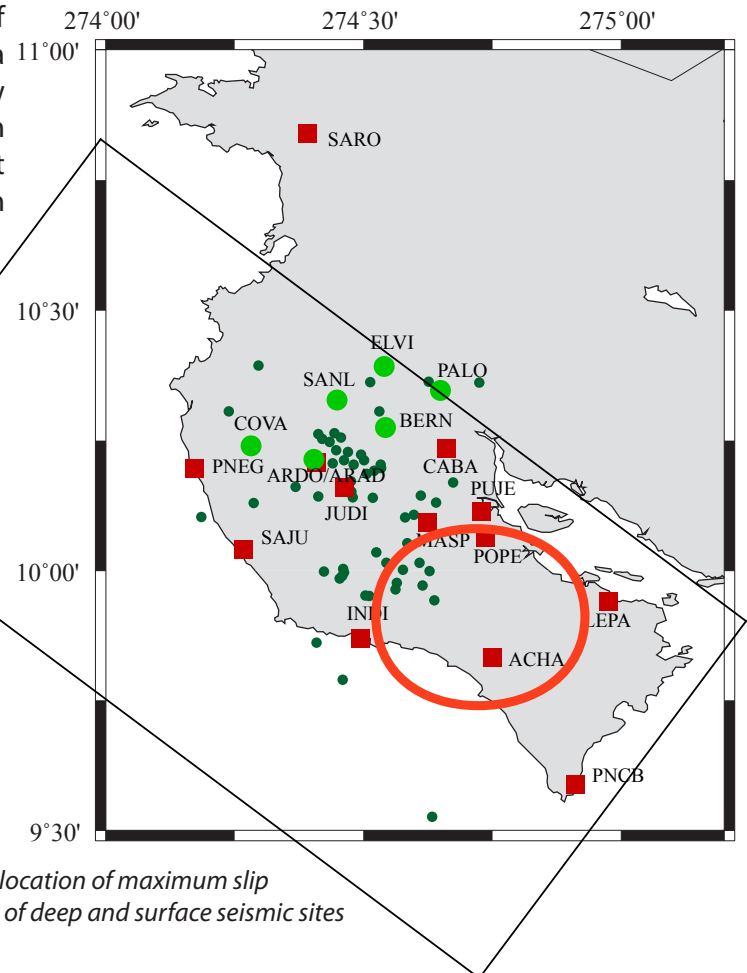 f
274°00'
274°30'
275°00'
11°00'
SARO
10°30'
ELVI
SANL
PALO
COVA
BERN
PNEG
CABA
ARDO/ARAD
PUJE
JUDI
SAJU
MASP
POPE
10°00'
INDI
LEPA
ACHA
PNCB
9°30'
location of maximum slip
of deep and surface seismic sites